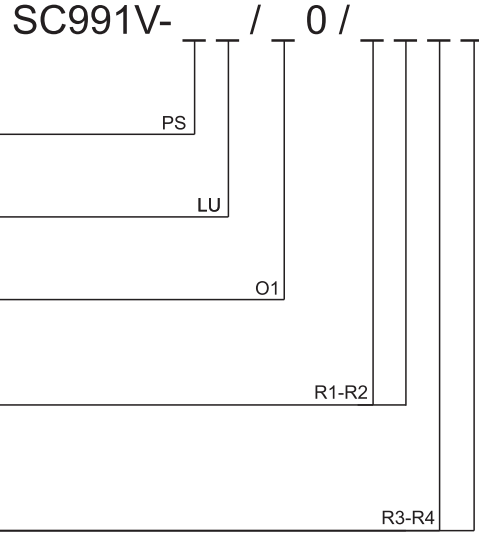 SC991V- _ _ / _ 0 / _ _ _ _
PS
LU
O1
R1-R2
R3-R4